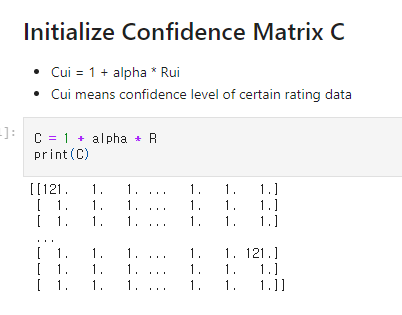 Initialize Confidence Matrix C
• Cui = 1 + alpha * Rui
• Cui means confidence level of certain rating data
]:
C = 1 + alpha * R
print(C)
[[121. 1. 1. ... 1. 1. 1.]
[ 1. 1. 1. ... 1. 1. 1.]
[ 1. 1. 1. ... 1. 1. 1.]
...
[ 1. 1. 1. ... 1. 1. 121.]
[ 1. 1. 1. ... 1. 1. 1.]
[ 1. 1. 1. ... 1. 1. 1.]]